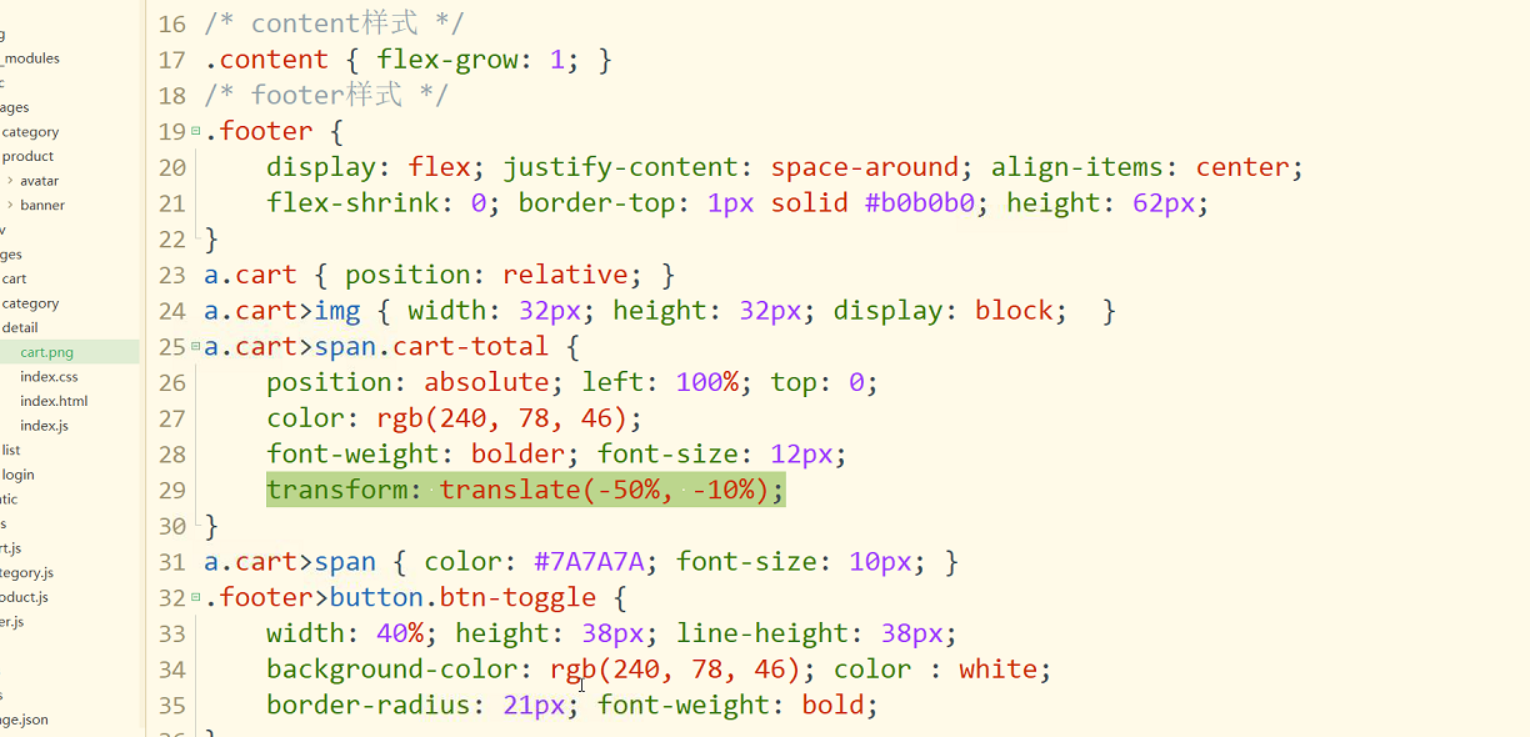 g
_modules
c
ages
category
product
avatar
banner
v
ges
cart
category
detail
cart.png
index.css
index.html
index.js
list
login
tic
s
rt.js
tegory.js
oduct.js
er.js
s
ge.json
16 /* content样式 */
17 .content { flex-grow: 1; }
18 /* footer样式 */
19 .footer {
20 display: flex; justify-content: space-around; align-items: center;
21 flex-shrink: 0; border-top: 1px solid #b0b0b0; height: 62px;
22 }
23 a.cart { position: relative; }
24 a.cart>img { width: 32px; height: 32px; display: block;  }
25 a.cart>span.cart-total {
26 position: absolute; left: 100%; top: 0;
27 color: rgb(240, 78, 46);
28 font-weight: bolder; font-size: 12px;
29 transform: translate(-50%, -10%);
30 }
31 a.cart>span { color: #7A7A7A; font-size: 10px; }
32 .footer>button.btn-toggle {
33 width: 40%; height: 38px; line-height: 38px;
34 background-color: rgb(240, 78, 46); color : white;
35 border-radius: 21px; font-weight: bold;